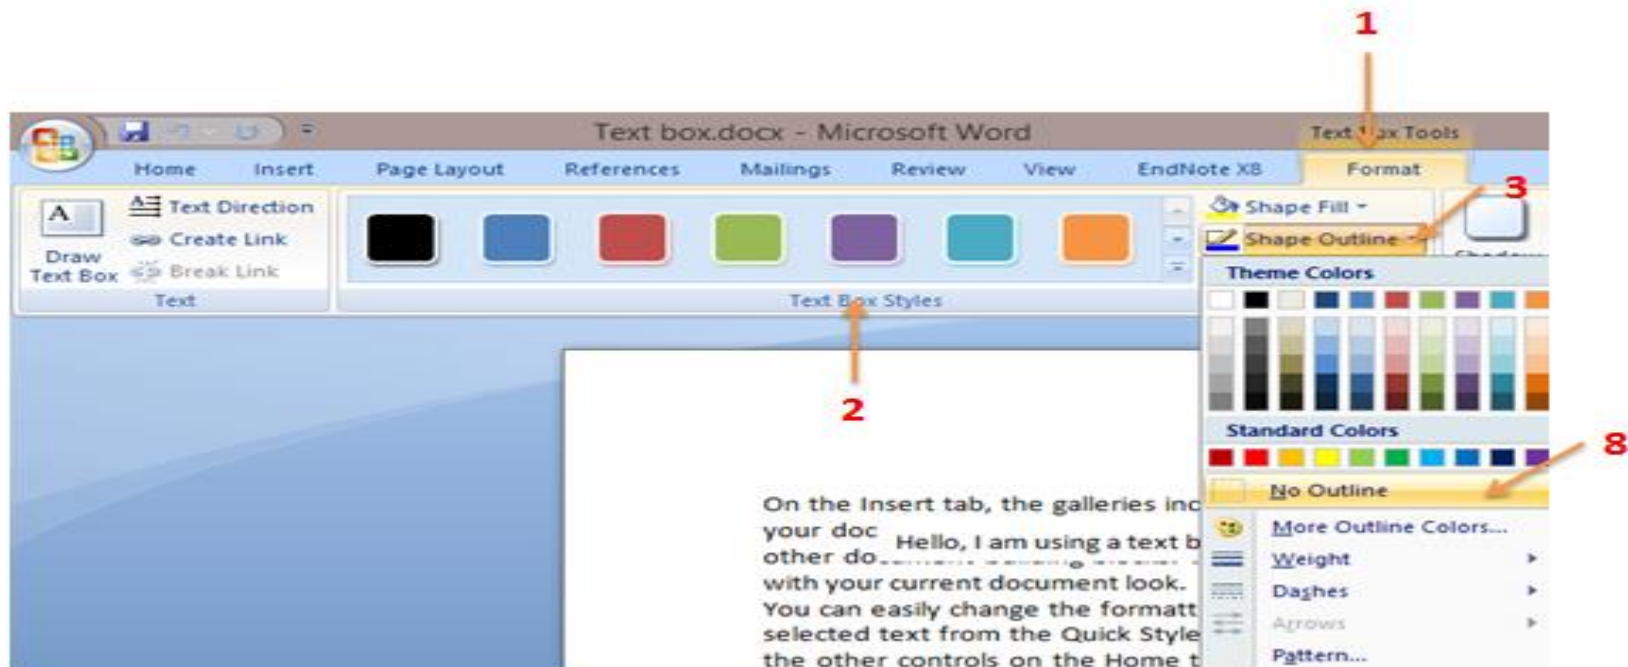 1
Text box.docx - Microsoft Word
Text Box Tools
Home Insert Page Layout References Mailings Review View EndNote X8 Format
3
A
Draw
Text Box
Text Direction
Create Link
Break Link
Text
Text Box Styles
Shape Fill
Shape Outline
Theme Colors
2
Standard Colors
8
No Outline
More Outline Colors...
Weight
Dashes
Arrows
Pattern...
On the Insert tab, the galleries inc
your doc
Hello, I am using a text b
other do
with your current document look.
You can easily change the formatt
selected text from the Quick Style
the other controls on the Home t